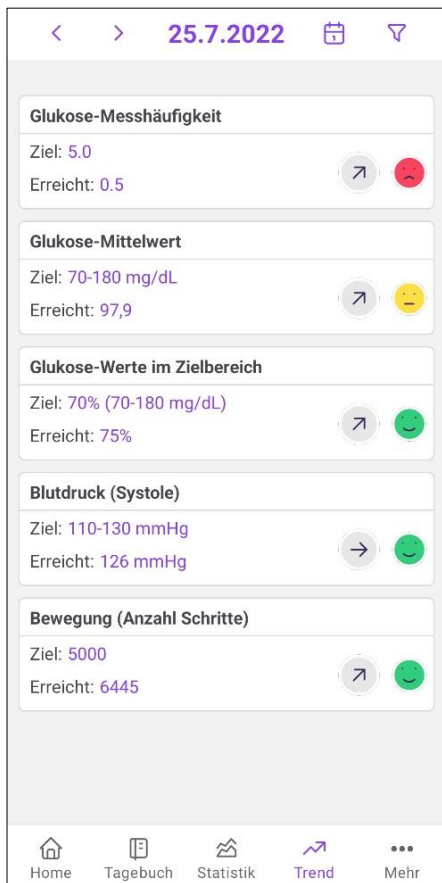 25.7.2022
1
Glukose-Messhäufigkeit
Ziel: 5.0
Erreicht: 0.5
Glukose-Mittelwert
Ziel: 70-180 mg/dL
Erreicht: 97,9
Glukose-Werte im Zielbereich
Ziel: 70% (70-180 mg/dL)
Erreicht: 75%
Blutdruck (Systole)
Ziel: 110-130 mmHg
Erreicht: 126 mmHg
Bewegung (Anzahl Schritte)
Ziel: 5000
Erreicht: 6445
Home Tagebuch Statistik Trend Mehr